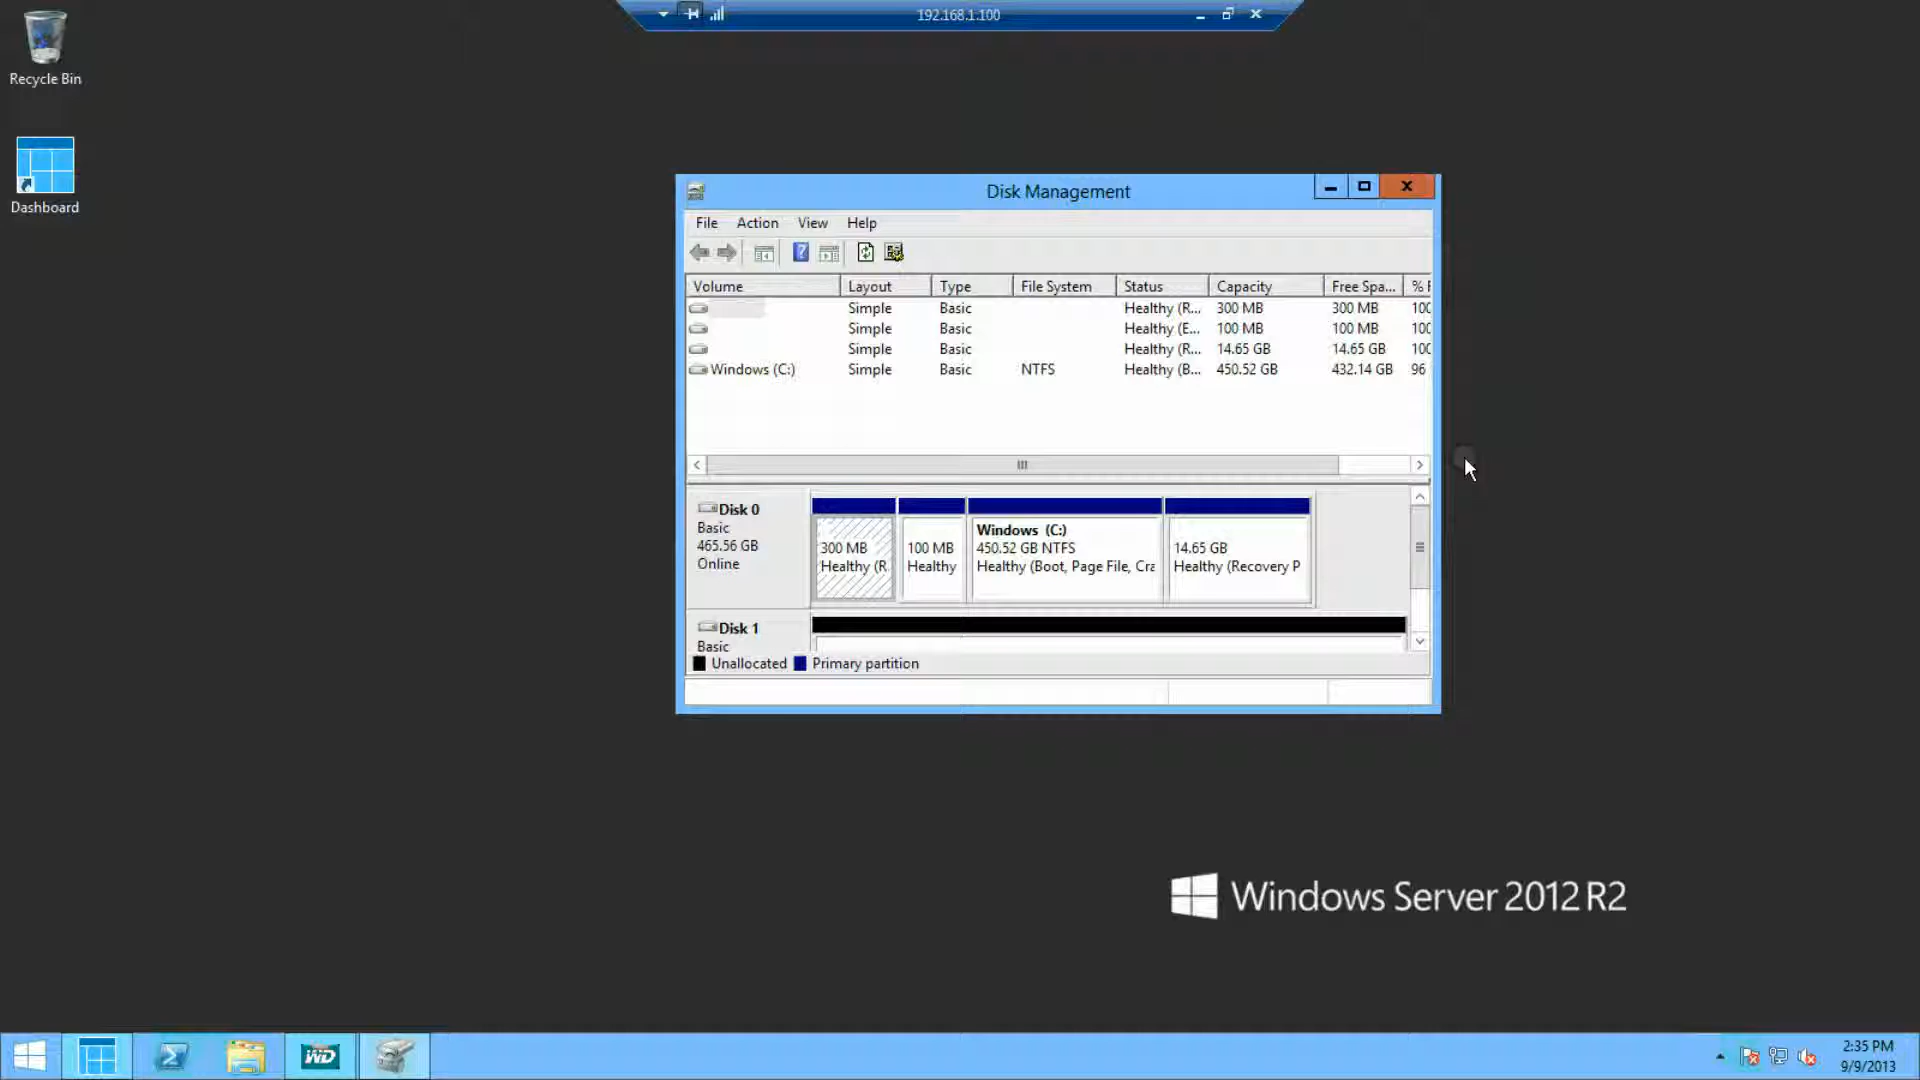 192.168.1.100
Recycle Bin
Dashboard
Disk Management
File Action View Help
Volume Layout Type File System Status Capacity Free Spa... % F
Simple Basic Healthy (R... 300 MB 300 MB 100
Simple Basic Healthy (E... 100 MB 100 MB 100
Simple Basic Healthy (R... 14.65 GB 14.65 GB 100
Windows (C:) Simple Basic NTFS Healthy (B... 450.52 GB 432.14 GB 96
Disk 0
Basic
465.56 GB
Online
300 MB
Healthy (R
100 MB
Healthy
Windows (C:)
450.52 GB NTFS
Healthy (Boot, Page File, Cra
14.65 GB
Healthy (Recovery P
Disk 1
Basic
Unallocated Primary partition
Windows Server 2012 R2
WD
2:35 PM
9/9/2013